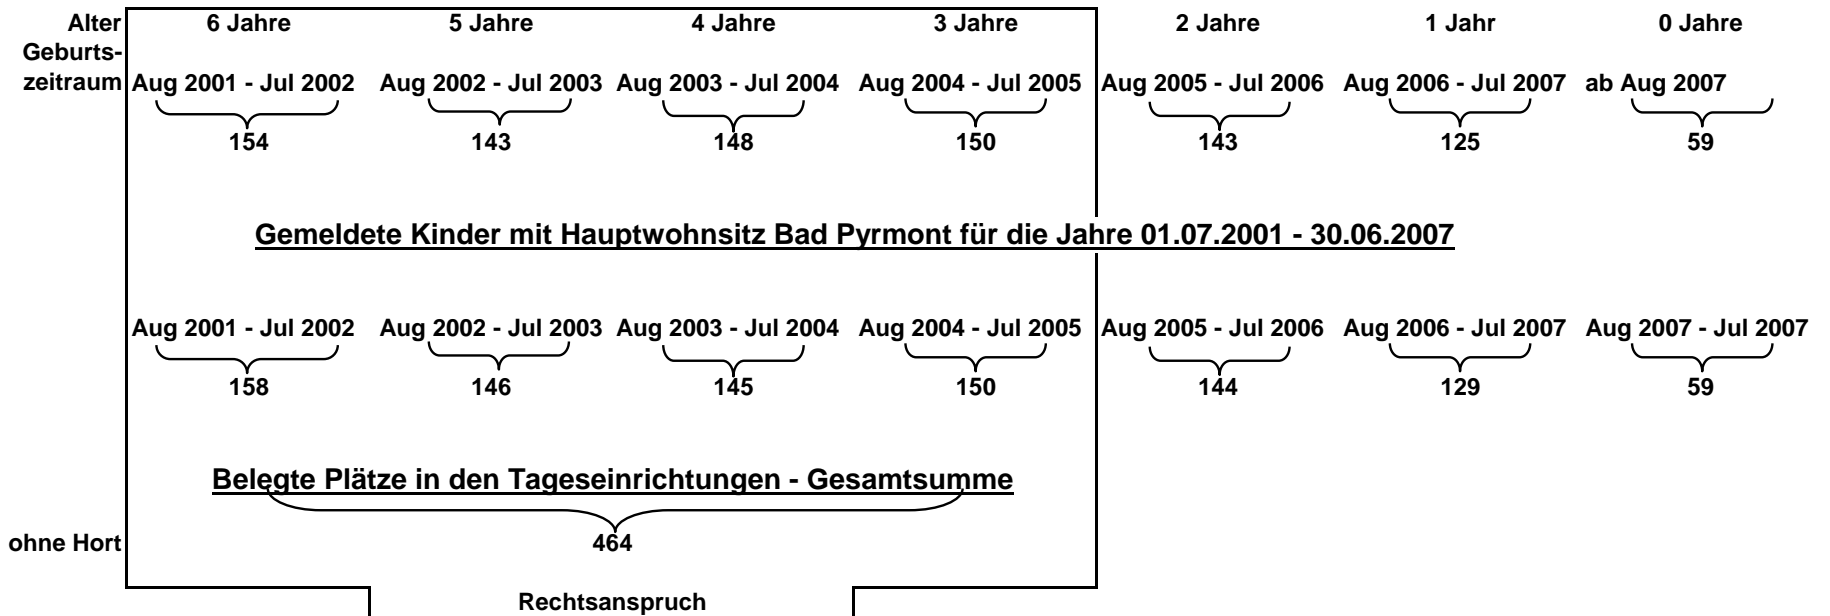 Alter 6 Jahre 5 Jahre 4 Jahre 3 Jahre 2 Jahre 1 Jahr 0 Jahre
Geburts-
zeitraum Aug 2001 - Jul 2002 Aug 2002 - Jul 2003 Aug 2003 - Jul 2004 Aug 2004 - Jul 2005 Aug 2005 - Jul 2006 Aug 2006 - Jul 2007 ab Aug 2007
154 143 148 150 143 125 59
Gemeldete Kinder mit Hauptwohnsitz Bad Pyrmont für die Jahre 01.07.2001 - 30.06.2007
Aug 2001 - Jul 2002 Aug 2002 - Jul 2003 Aug 2003 - Jul 2004 Aug 2004 - Jul 2005 Aug 2005 - Jul 2006 Aug 2006 - Jul 2007 Aug 2007 - Jul 2007
158 146 145 150 144 129 59
Belegte Plätze in den Tageseinrichtungen - Gesamtsumme
ohne Hort 464
Rechtsanspruch